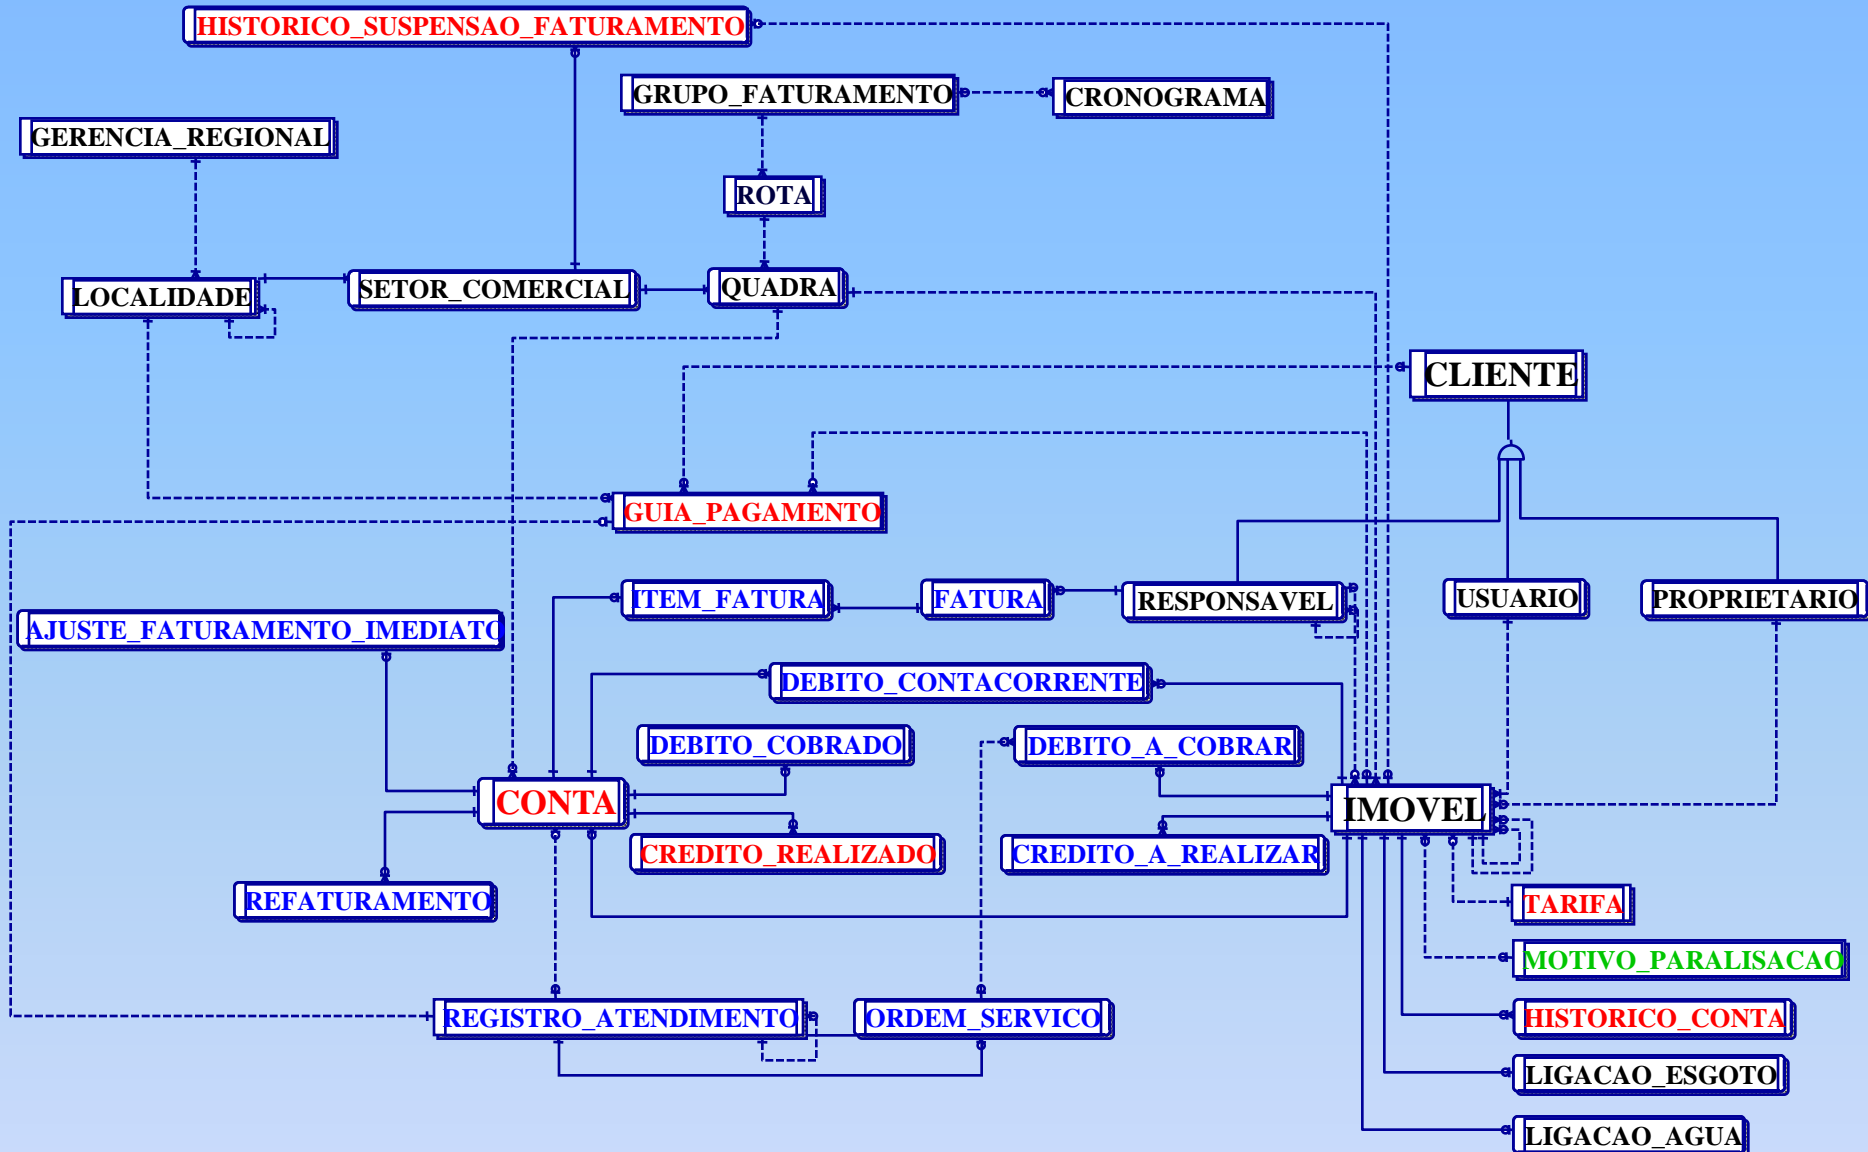 HISTORICO_SUSPENSAO_FATURAMENTO
GRUPO_FATURAMENTO
CRONOGRAMA
GERENCIA_REGIONAL
ROTA
LOCALIDADE
SETOR_COMERCIAL
QUADRA
CLIENTE
GUIA_PAGAMENTO
ITEM_FATURA
FATURA
RESPONSAVEL
USUARIO
PROPRIETARIO
AJUSTE_FATURAMENTO_IMEDIATO
DEBITO_CONTACORRENTE
DEBITO_COBRADO
DEBITO_A_COBRAR
CONTA
IMOVEL
CREDITO_REALIZADO
CREDITO_A_REALIZAR
REFATURAMENTO
TARIFA
MOTIVO_PARALISACAO
REGISTRO_ATENDIMENTO
ORDEM_SERVICO
HISTORICO_CONTA
LIGACAO_ESGOTO
LIGACAO_AGUA